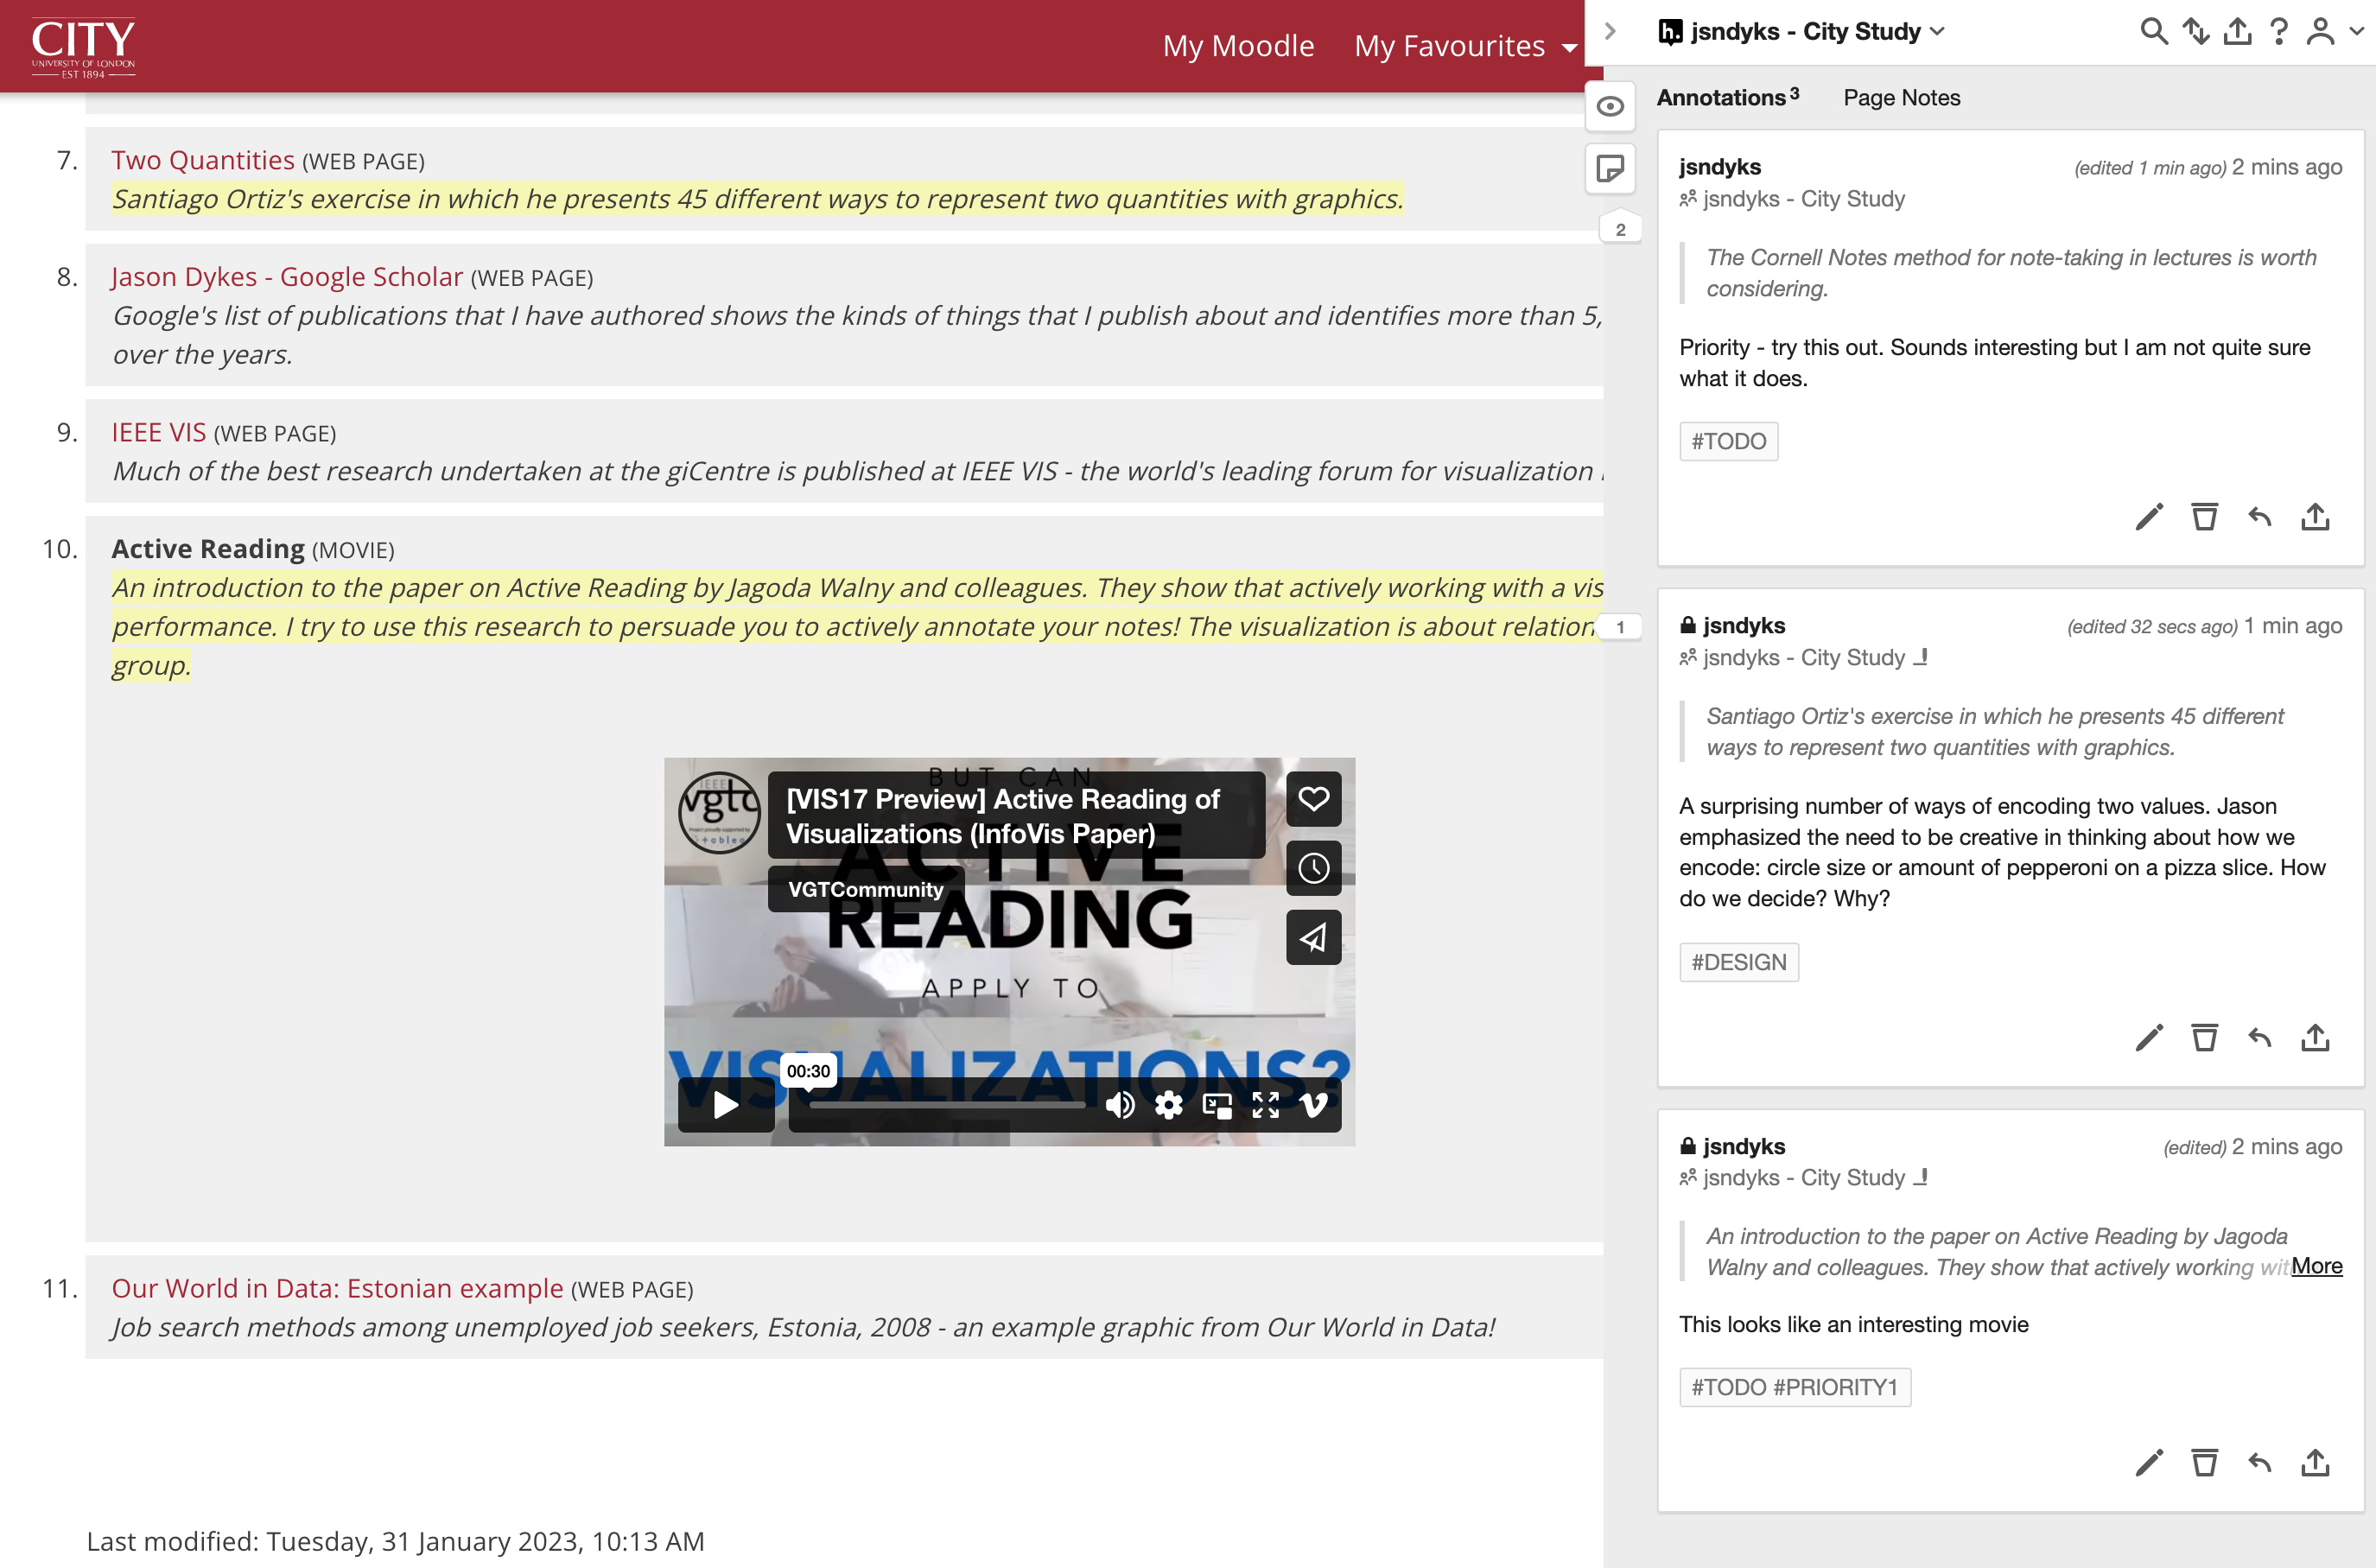 CITY
UNIVERSITY OF LONDON
EST 1894
My Moodle
My Favourites
7.
Two Quantities (WEB PAGE)
Santiago Ortiz's exercise in which he presents 45 different ways to represent two quantities with graphics.
8.
Jason Dykes - Google Scholar (WEB PAGE)
Google's list of publications that I have authored shows the kinds of things that I publish about and identifies more than 5,
over the years.
9.
IEEE VIS (WEB PAGE)
Much of the best research undertaken at the giCentre is published at IEEE VIS - the world's leading forum for visualization
10.
Active Reading (MOVIE)
An introduction to the paper on Active Reading by Jagoda Walny and colleagues. They show that actively working with a vis
performance. I try to use this research to persuade you to actively annotate your notes! The visualization is about relation
group.
BUT CAN
IEEE
vgtc
[VIS17 Preview] Active Reading of
Visualizations (InfoVis Paper)
ACTIVE
VGTCommunity
READING
APPLY TO
VISUALIZATIONS?
00:30
11.
Our World in Data: Estonian example (WEB PAGE)
Job search methods among unemployed job seekers, Estonia, 2008 - an example graphic from Our World in Data!
Last modified: Tuesday, 31 January 2023, 10:13 AM
2
1
h. jsndyks - City Study
Annotations 3
Page Notes
jsndyks
(edited 1 min ago) 2 mins ago
jsndyks - City Study
The Cornell Notes method for note-taking in lectures is worth
considering.
Priority - try this out. Sounds interesting but I am not quite sure
what it does.
#TODO
jsndyks
(edited 32 secs ago) 1 min ago
jsndyks - City Study
Santiago Ortiz's exercise in which he presents 45 different
ways to represent two quantities with graphics.
A surprising number of ways of encoding two values. Jason
emphasized the need to be creative in thinking about how we
encode: circle size or amount of pepperoni on a pizza slice. How
do we decide? Why?
#DESIGN
jsndyks
(edited) 2 mins ago
jsndyks - City Study
An introduction to the paper on Active Reading by Jagoda
Walny and colleagues. They show that actively working wit More
This looks like an interesting movie
#TODO #PRIORITY1